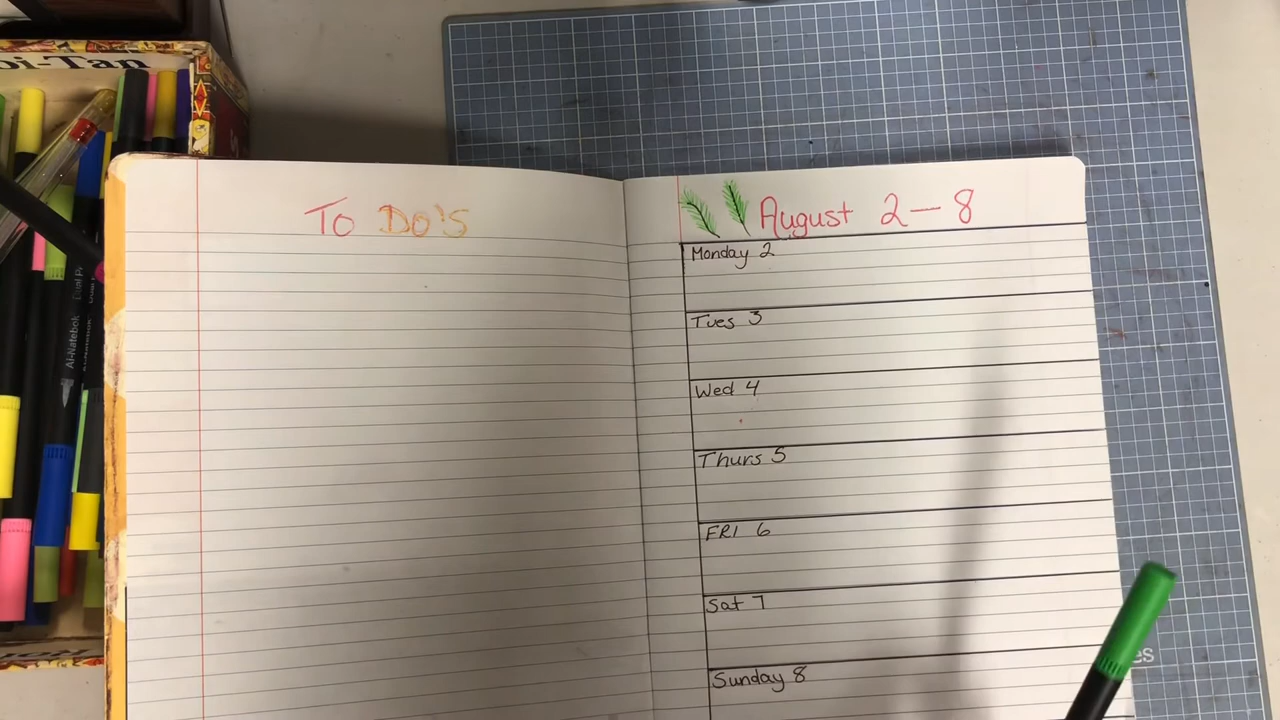 TO DO'S
August 2-8
Monday 2
Tues 3
Wed 4
Thurs 5
FRI 6
Sat 7
Sunday 8